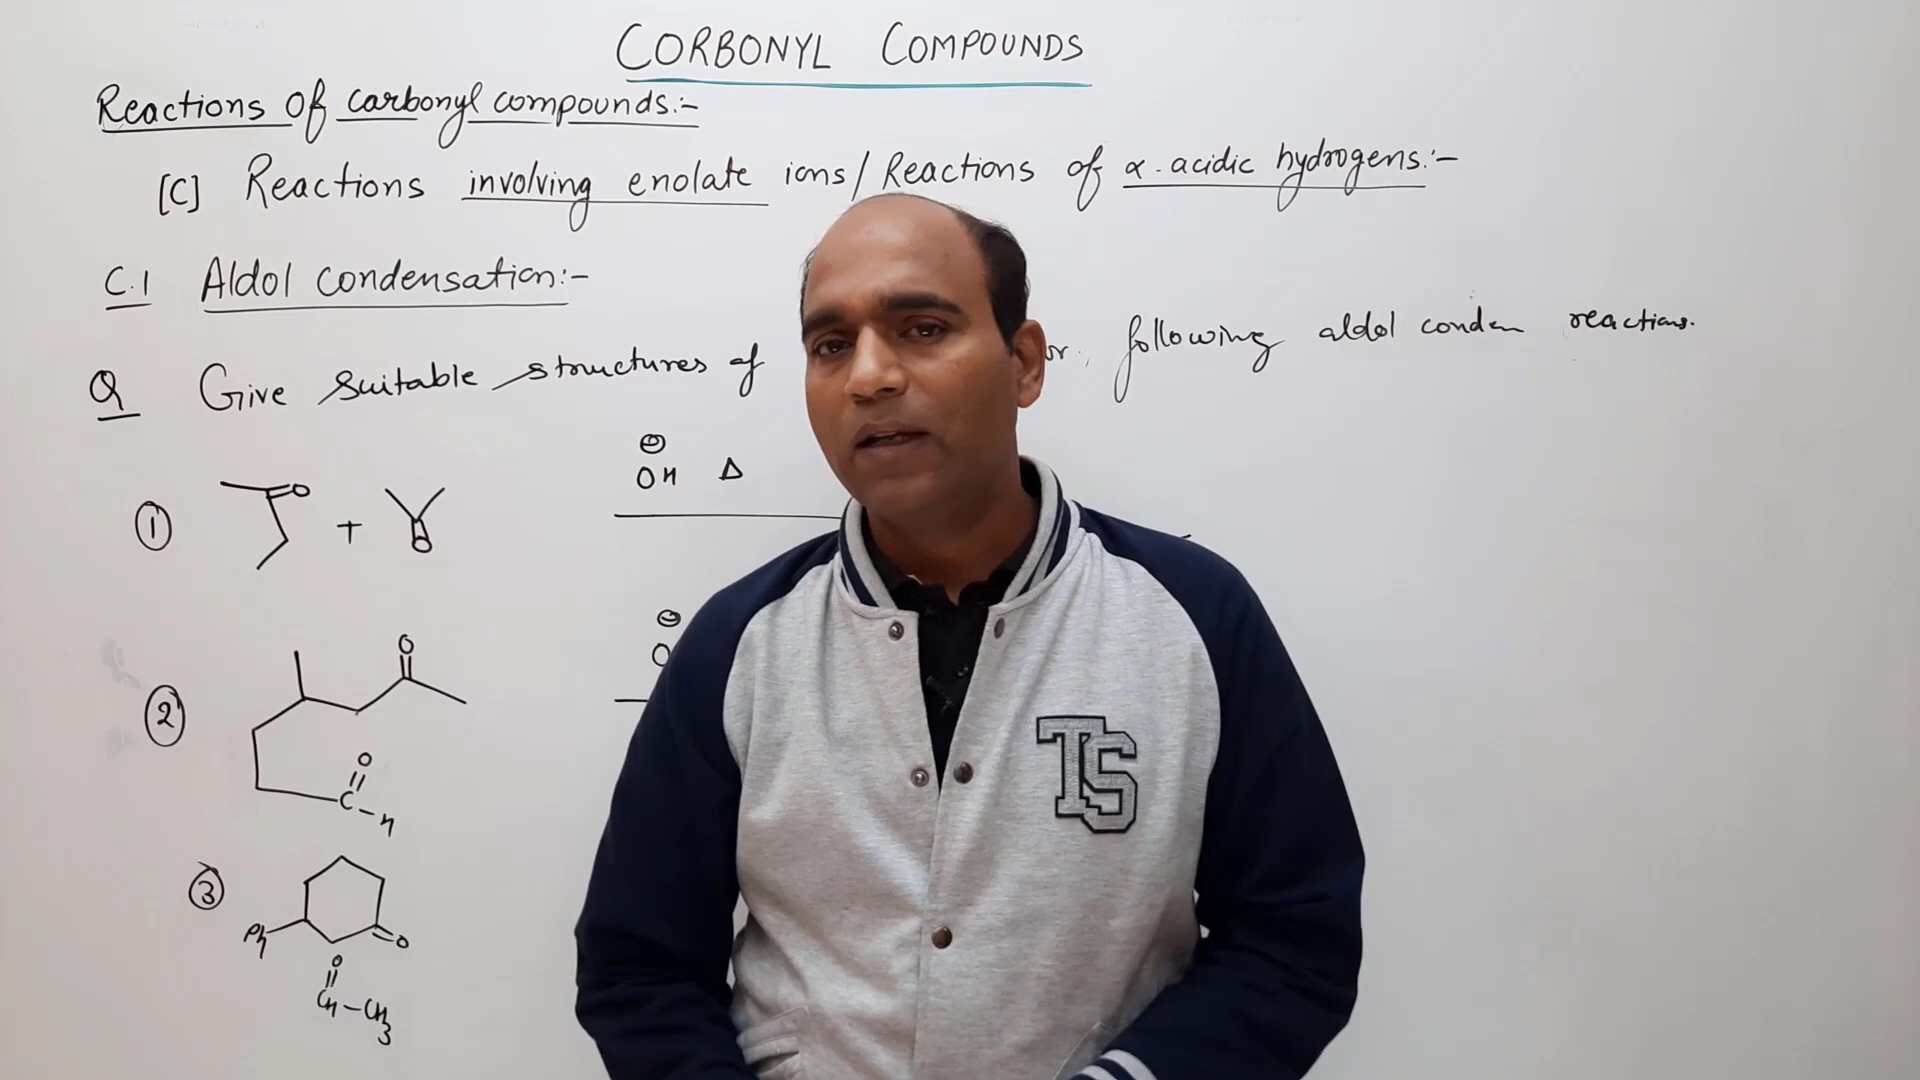 CORBONYL COMPOUNDS
Reactions of carbonyl compounds:-
[C] Reactions involving enolate ions/Reactions of α-acidic hydrogens:-
C.1 Aldol condensation:-
Q Give suitable structures of following aldol conden reactions.
⊖
OH Δ
① O + O
⊖
O
O
②
O
C-H
③
Ph O
O
CH-CH3
TS